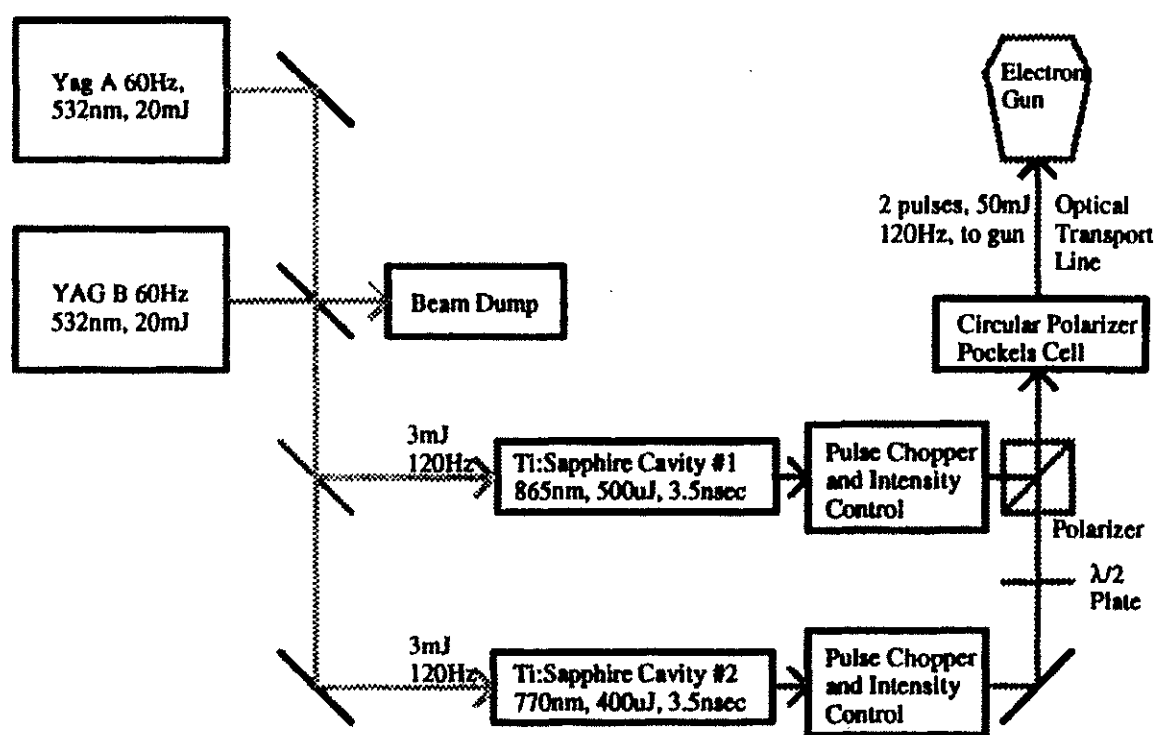 Yag A 60Hz,
532nm, 20mJ
Electron
Gun
2 pulses, 50mJ
120Hz, to gun
Optical
Transport
Line
YAG B 60Hz
532nm, 20mJ
Beam Dump
Circular Polarizer
Pockels Cell
3mJ
120Hz
Ti:Sapphire Cavity #1
865nm, 500uJ, 3.5nsec
Pulse Chopper
and Intensity
Control
Polarizer
λ/2
Plate
3mJ
120Hz
Ti:Sapphire Cavity #2
770nm, 400uJ, 3.5nsec
Pulse Chopper
and Intensity
Control